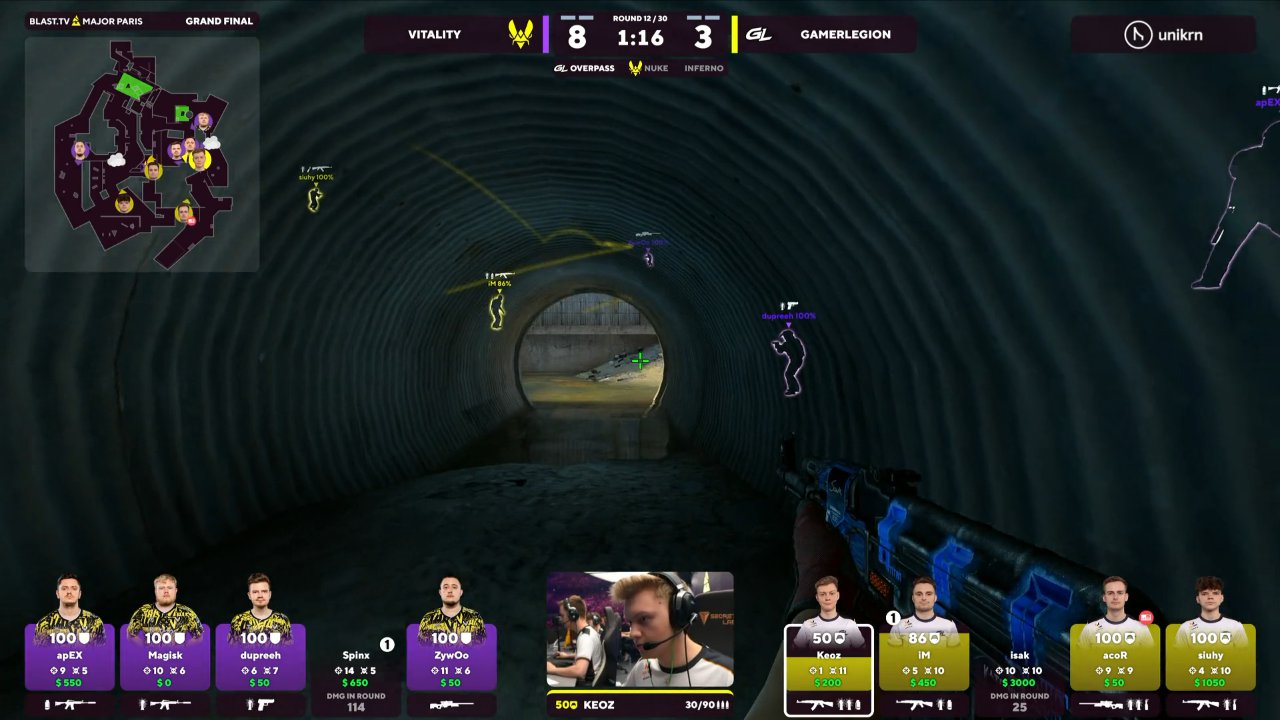 BLAST.TV MAJOR PARIS GRAND FINAL
VITALITY 8 ROUND 12 / 30 1:16 3 GL GAMERLEGION
GL OVERPASS NUKE INFERNO
unikrn
A
B
apEX
siuhy 100%
iM 86%
dupreeh 100%
100 100 100 100
apEX Magisk dupreeh Spinx 1 ZywOo
9 5 10 6 6 7 14 5 11 6
$ 550 $ 0 $ 50 $ 650 $ 50
DMG IN ROUND
114
50 KEOZ 30/90
50 1 86 100 100
Keoz iM isak acoR siuhy
1 11 5 10 10 10 9 9 4 10
$ 200 $ 450 $ 3000 $ 50 $ 1050
DMG IN ROUND
25